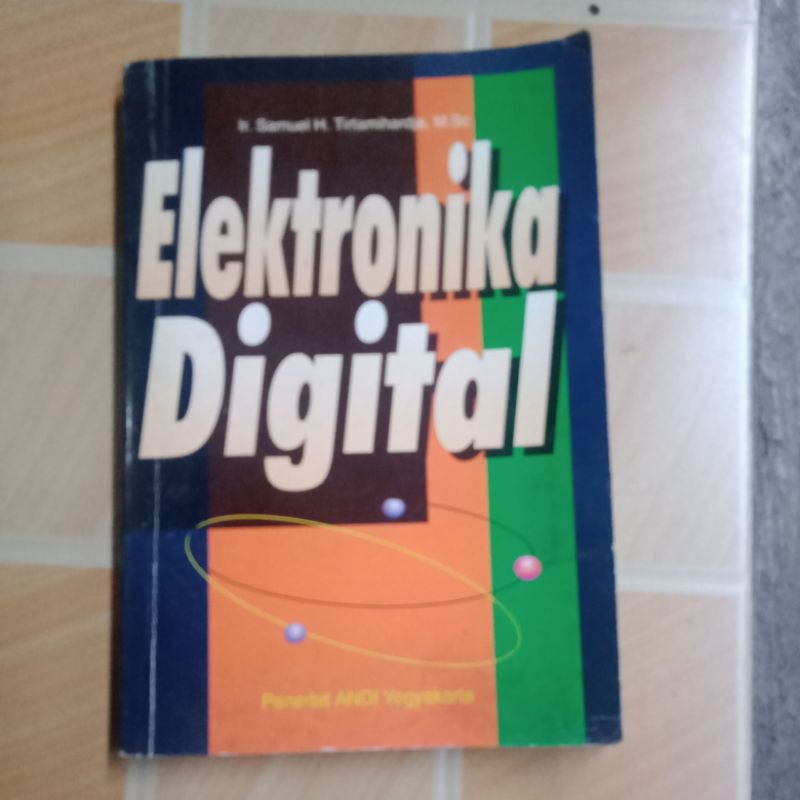 Ir. Samuel H. Tirtamihardja, M.Sc
Elektronika
Digital
Penerbit ANDI Yogyakarta